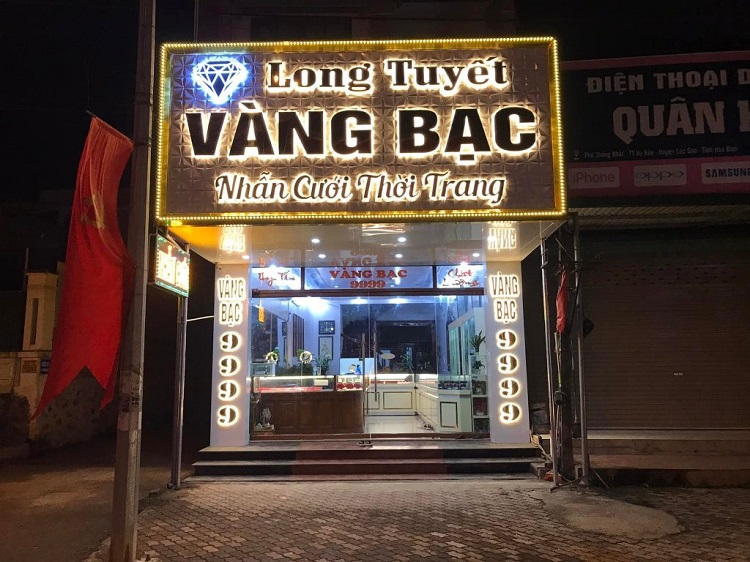 Long Tuyết
VÀNG BẠC
Nhẫn Cưới Thời Trang
VÀNG BẠC
9999
VÀNG
BẠC
9
9
9
9
VÀNG
BẠC
9
9
9
9
ĐIỆN THOẠI
QUÂN
iPhone
oppo
SAMSUNG